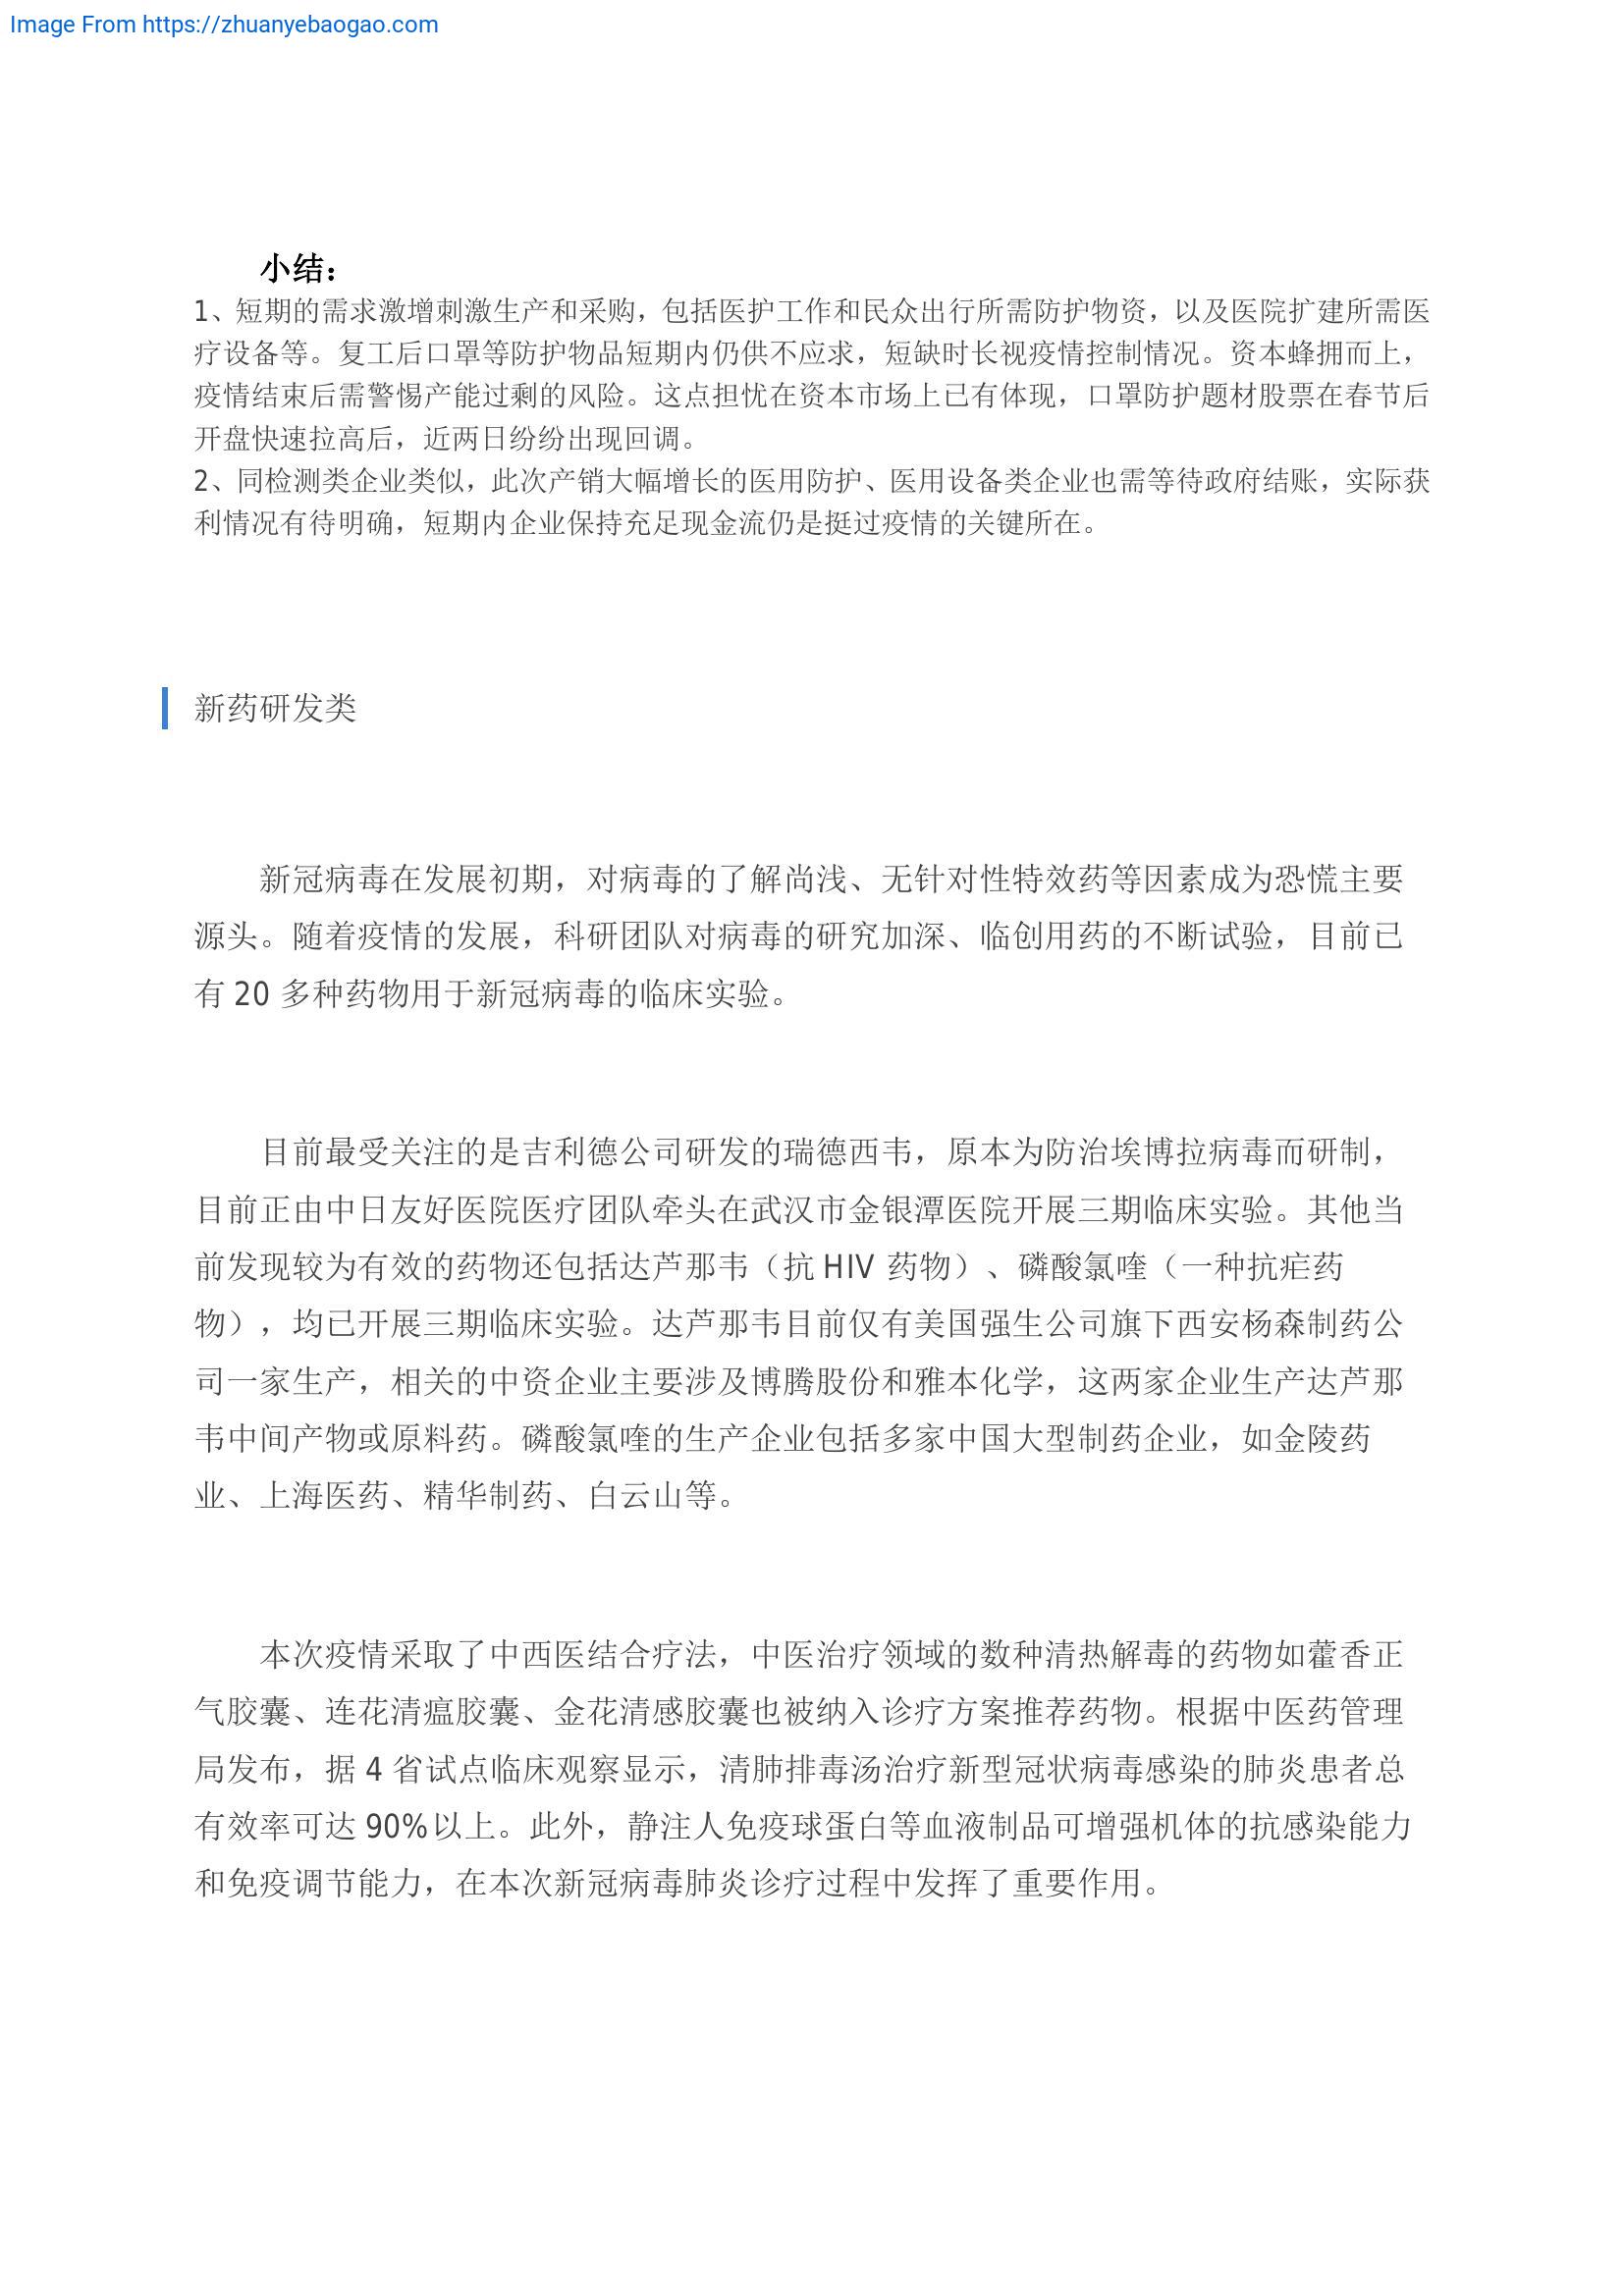 Image From https://zhuanyebaogao.com
小结：
1、短期的需求激增刺激生产和采购，包括医护工作和民众出行所需防护物资，以及医院扩建所需医
疗设备等。复工后口罩等防护物品短期内仍供不应求，短缺时长视疫情控制情况。资本蜂拥而上，
疫情结束后需警惕产能过剩的风险。这点担忧在资本市场上已有体现，口罩防护题材股票在春节后
开盘快速拉高后，近两日纷纷出现回调。
2、同检测类企业类似，此次产销大幅增长的医用防护、医用设备类企业也需等待政府结账，实际获
利情况有待明确，短期内企业保持充足现金流仍是挺过疫情的关键所在。
新药研发类
新冠病毒在发展初期，对病毒的了解尚浅、无针对性特效药等因素成为恐慌主要
源头。随着疫情的发展，科研团队对病毒的研究加深、临创用药的不断试验，目前已
有 20 多种药物用于新冠病毒的临床实验。
目前最受关注的是吉利德公司研发的瑞德西韦，原本为防治埃博拉病毒而研制，
目前正由中日友好医院医疗团队牵头在武汉市金银潭医院开展三期临床实验。其他当
前发现较为有效的药物还包括达芦那韦（抗 HIV 药物）、磷酸氯喹（一种抗疟药
物），均已开展三期临床实验。达芦那韦目前仅有美国强生公司旗下西安杨森制药公
司一家生产，相关的中资企业主要涉及博腾股份和雅本化学，这两家企业生产达芦那
韦中间产物或原料药。磷酸氯喹的生产企业包括多家中国大型制药企业，如金陵药
业、上海医药、精华制药、白云山等。
本次疫情采取了中西医结合疗法，中医治疗领域的数种清热解毒的药物如藿香正
气胶囊、连花清瘟胶囊、金花清感胶囊也被纳入诊疗方案推荐药物。根据中医药管理
局发布，据 4 省试点临床观察显示，清肺排毒汤治疗新型冠状病毒感染的肺炎患者总
有效率可达 90%以上。此外，静注人免疫球蛋白等血液制品可增强机体的抗感染能力
和免疫调节能力，在本次新冠病毒肺炎诊疗过程中发挥了重要作用。